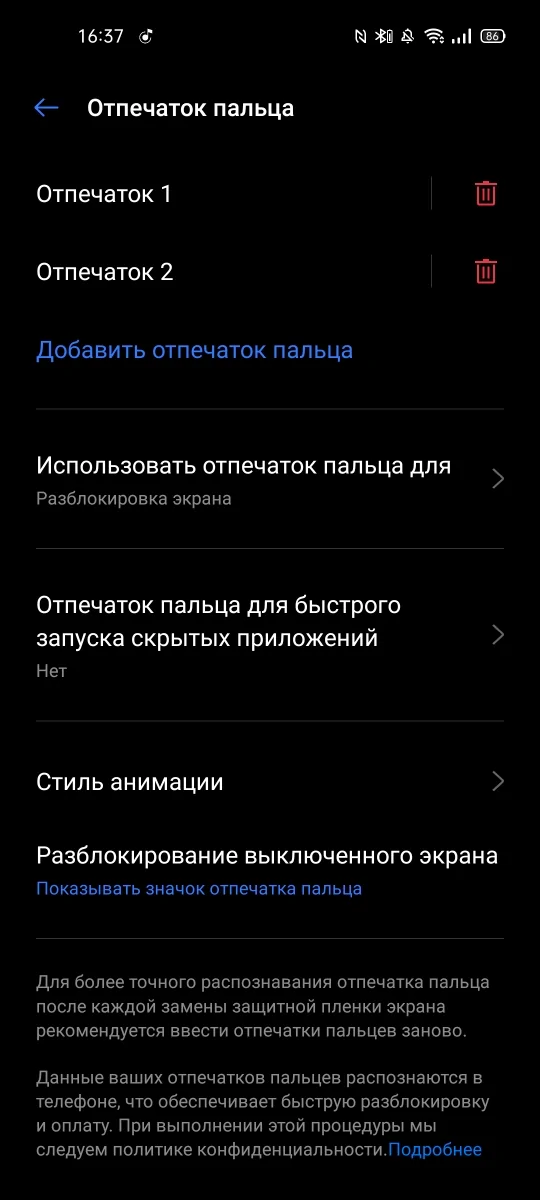 16:37
86
Отпечаток пальца
Отпечаток 1
Отпечаток 2
Добавить отпечаток пальца
Использовать отпечаток пальца для
Разблокировка экрана
Отпечаток пальца для быстрого
запуска скрытых приложений
Нет
Стиль анимации
Разблокирование выключенного экрана
Показывать значок отпечатка пальца
Для более точного распознавания отпечатка пальца
после каждой замены защитной пленки экрана
рекомендуется ввести отпечатки пальцев заново.
Данные ваших отпечатков пальцев распознаются в
телефоне, что обеспечивает быструю разблокировку
и оплату. При выполнении этой процедуры мы
следуем политике конфиденциальности.Подробнее